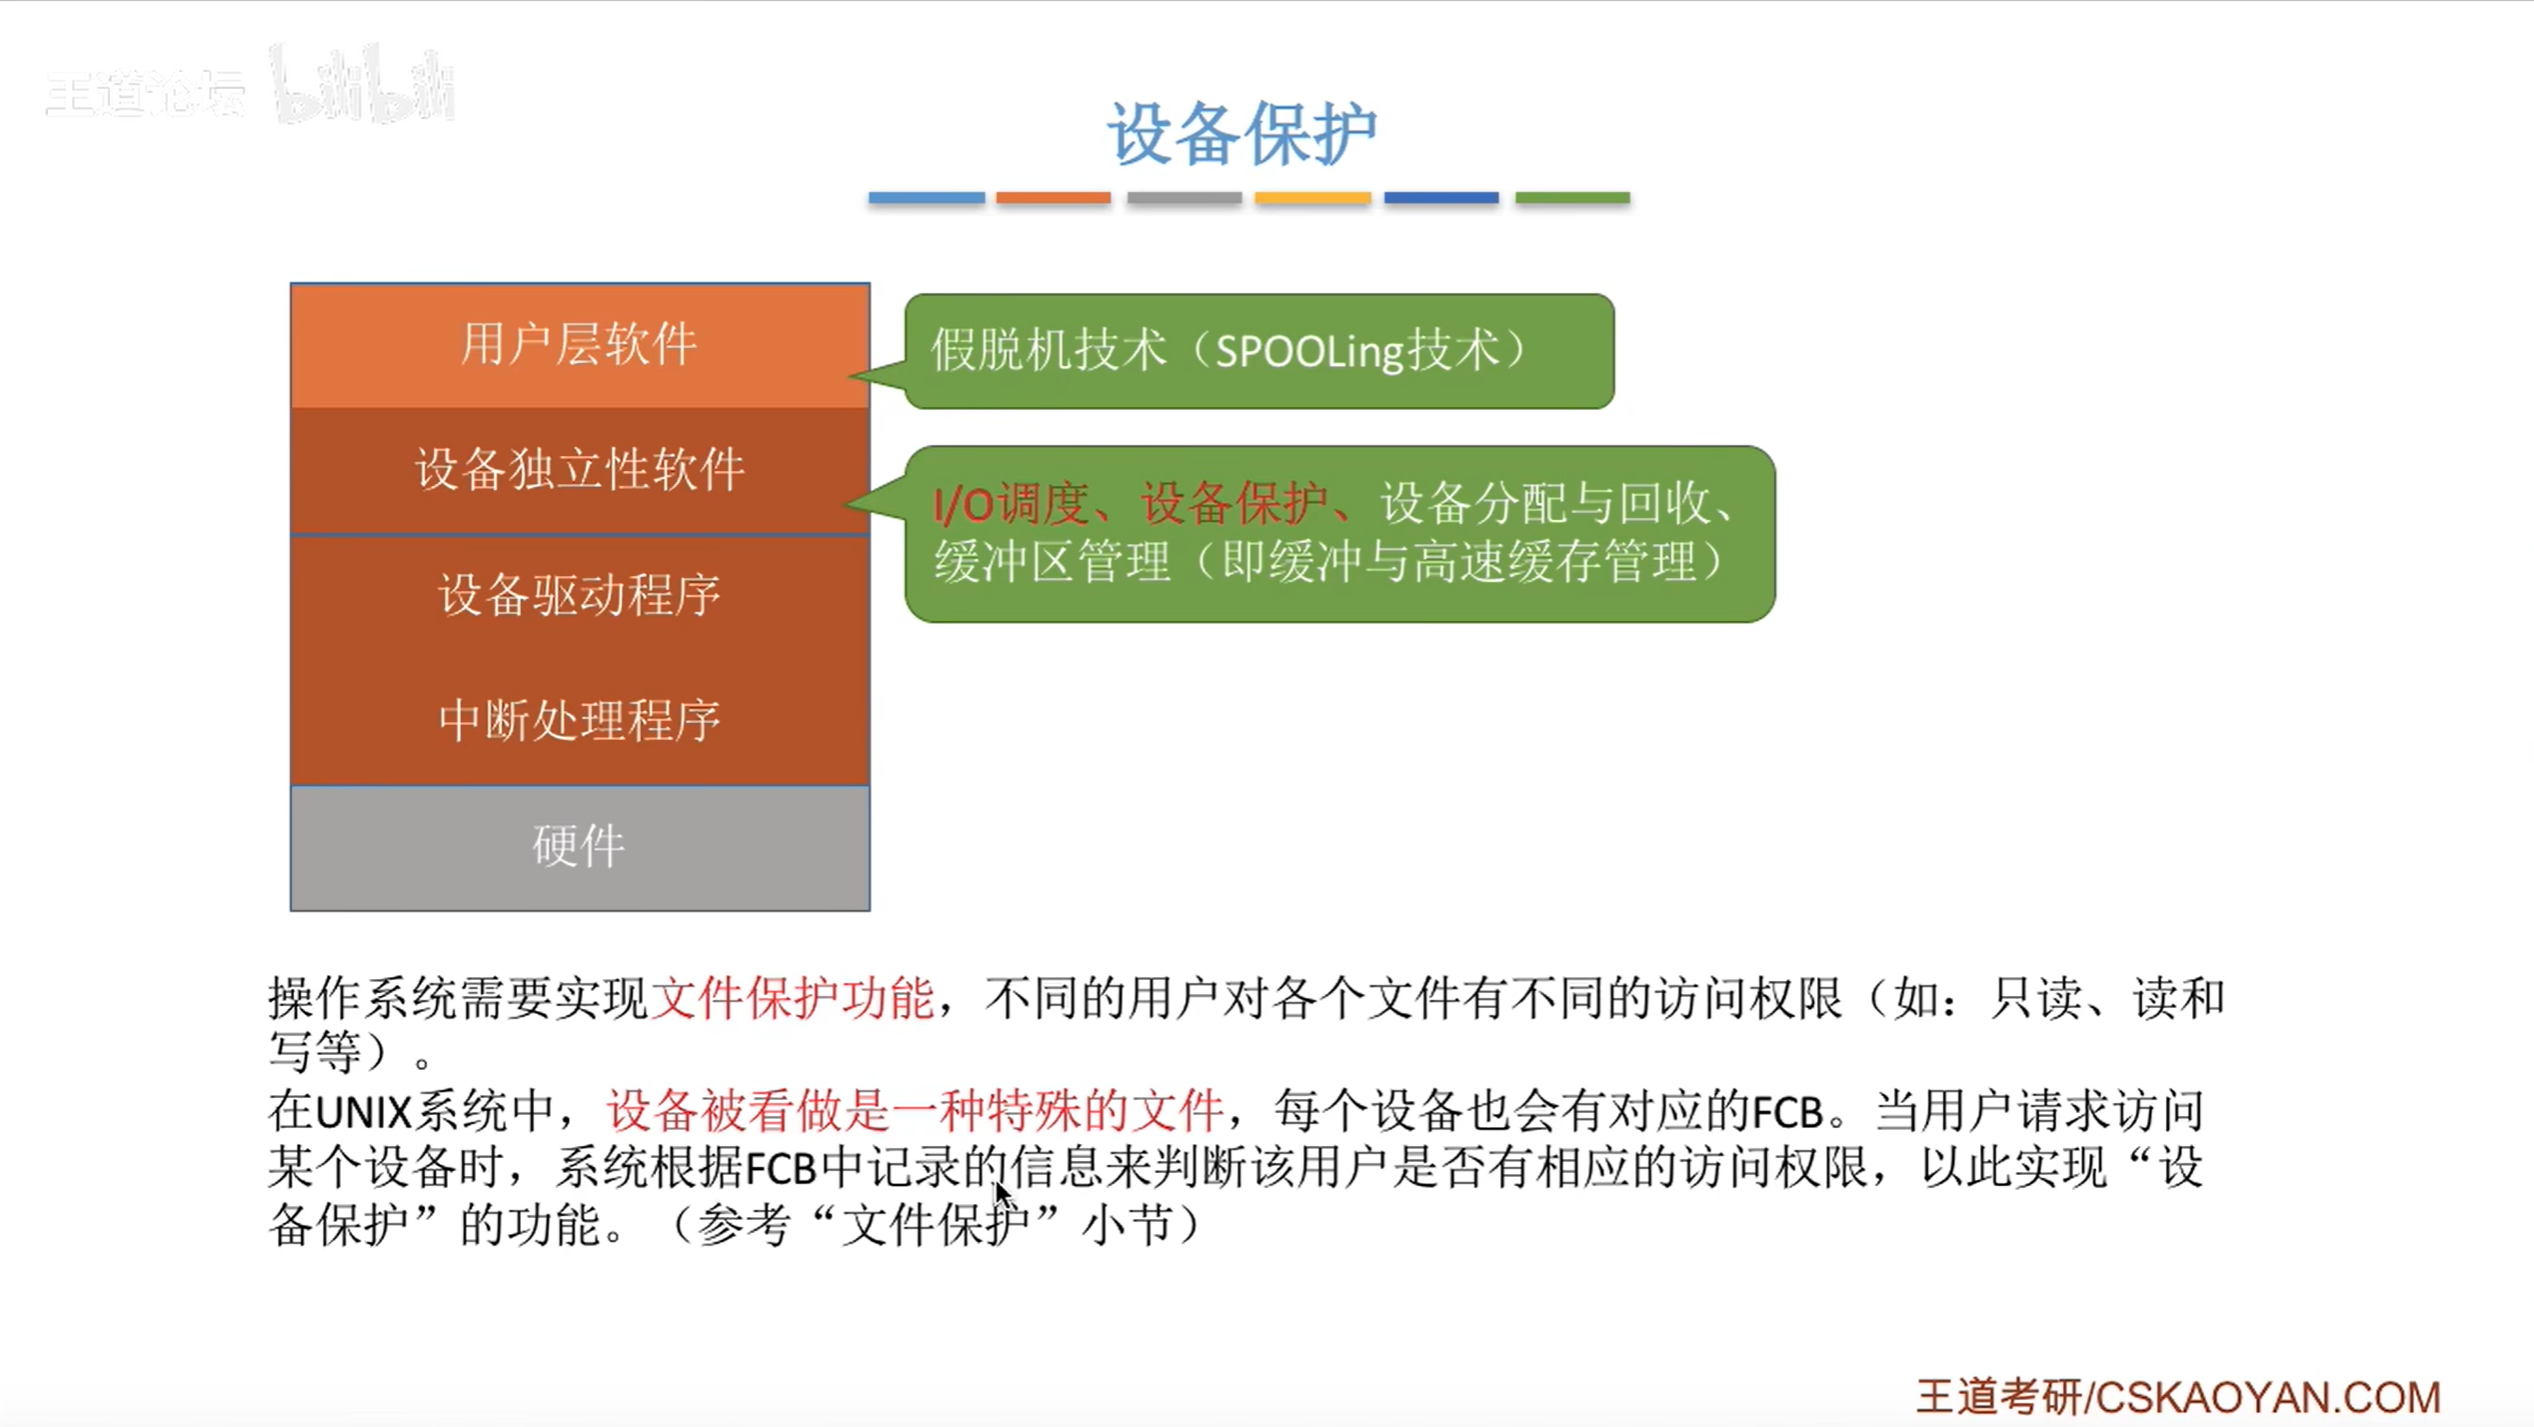 王道论坛 bilibili
设备保护
用户层软件
假脱机技术（SPOOLing技术）
设备独立性软件
I/O调度、设备保护、设备分配与回收、
缓冲区管理（即缓冲与高速缓存管理）
设备驱动程序
中断处理程序
硬件
操作系统需要实现文件保护功能，不同的用户对各个文件有不同的访问权限（如：只读、读和
写等）。
在UNIX系统中，设备被看做是一种特殊的文件，每个设备也会有对应的FCB。当用户请求访问
某个设备时，系统根据FCB中记录的信息来判断该用户是否有相应的访问权限，以此实现“设
备保护”的功能。（参考“文件保护”小节）
王道考研/CSKAOYAN.COM